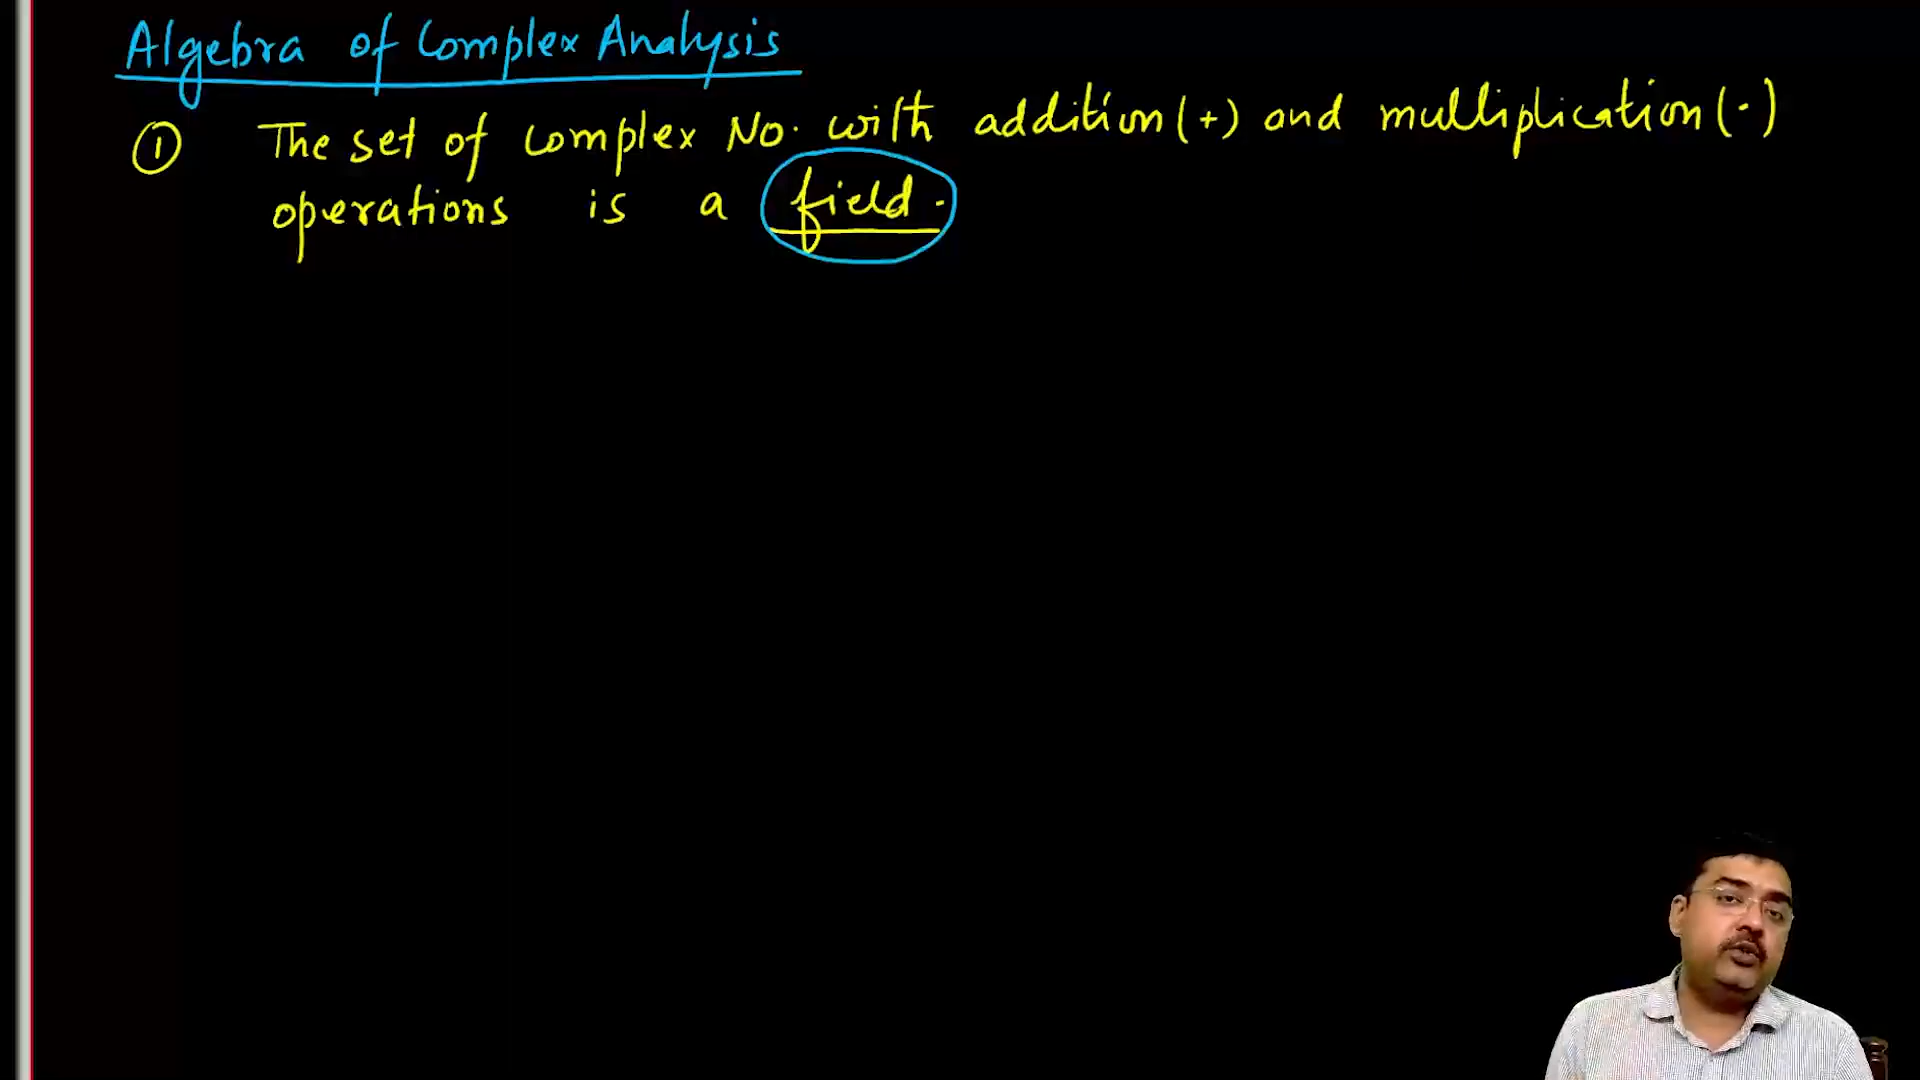 Algebra of Complex Analysis
① The set of complex No. with addition (+) and multiplication (·)
operations is a field.